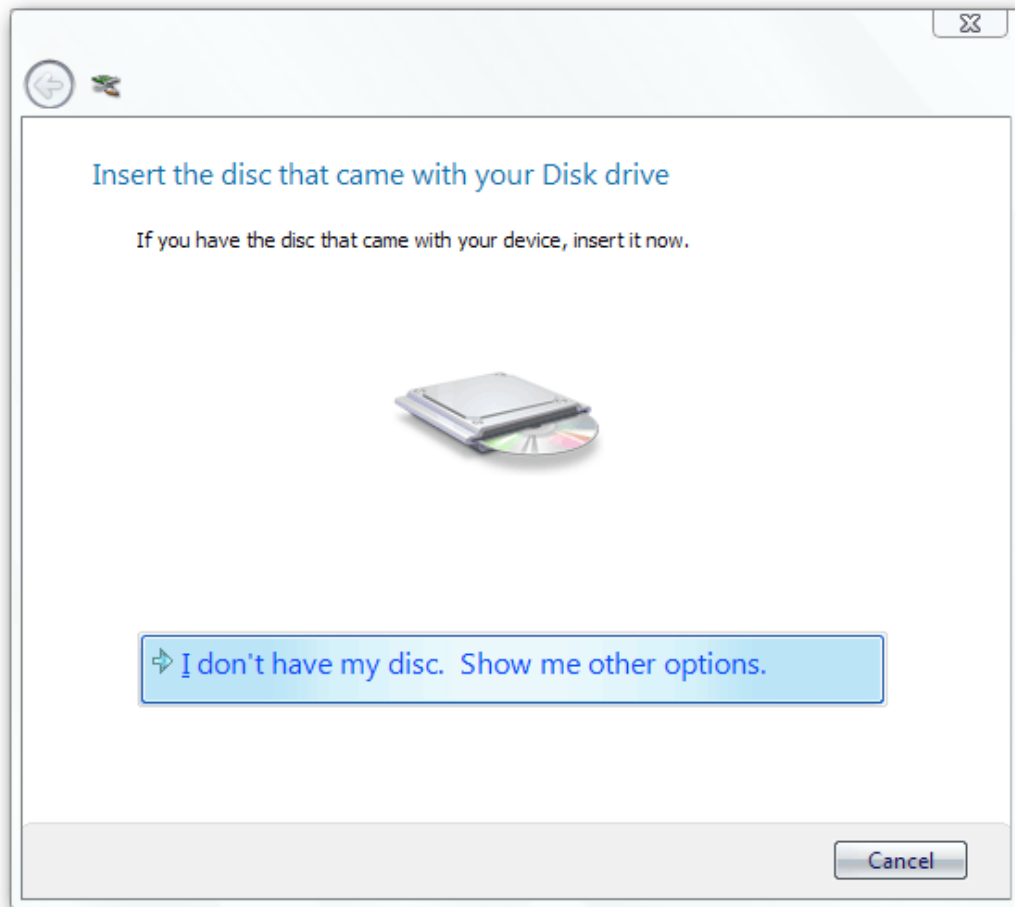 Insert the disc that came with your Disk drive
If you have the disc that came with your device, insert it now.
I don't have my disc.  Show me other options.
Cancel